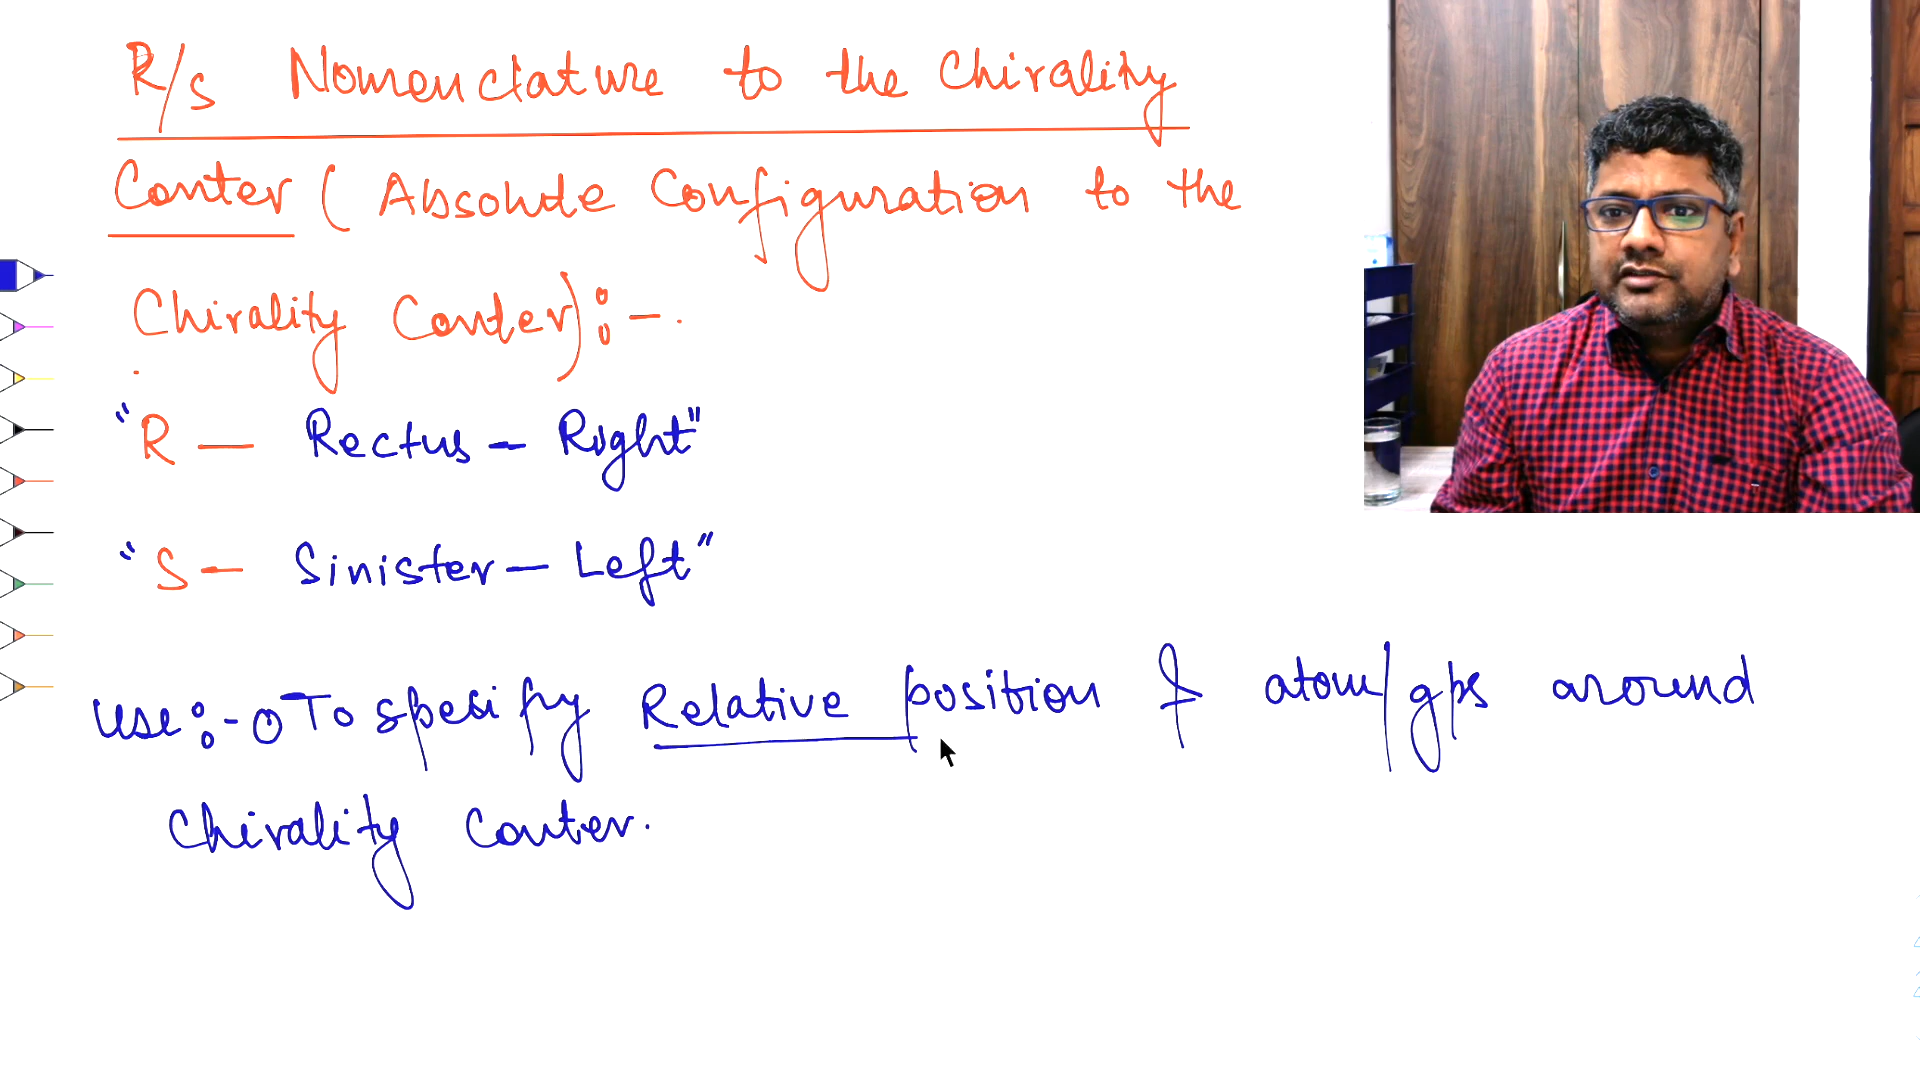 R/S Nomenclature to the Chirality
Center (Absolute Configuration to the
Chirality Center):-.
"R — Rectus - Right"
"S - Sinister - Left"
Use:- ① To specify Relative position of atom/gps around
Chirality Center.